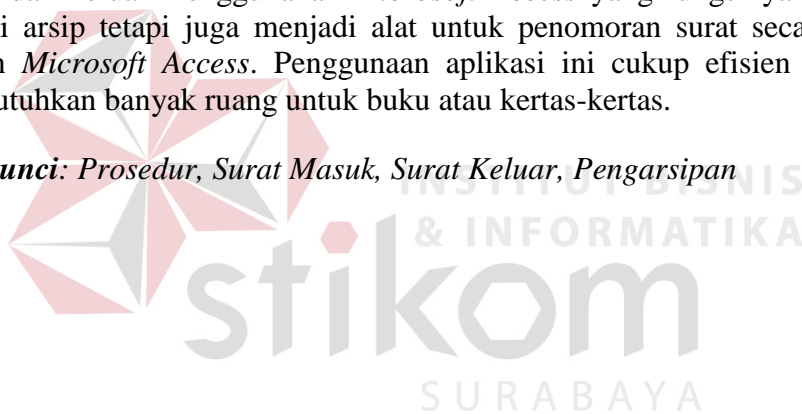 i arsip tetapi juga menjadi alat untuk penomoran surat seca
Microsoft Access. Penggunaan aplikasi ini cukup efisien
utuhkan banyak ruang untuk buku atau kertas-kertas.
unci: Prosedur, Surat Masuk, Surat Keluar, Pengarsipan
INSTITUT BISNIS
& INFORMATIKA
stikom
SURABAYA